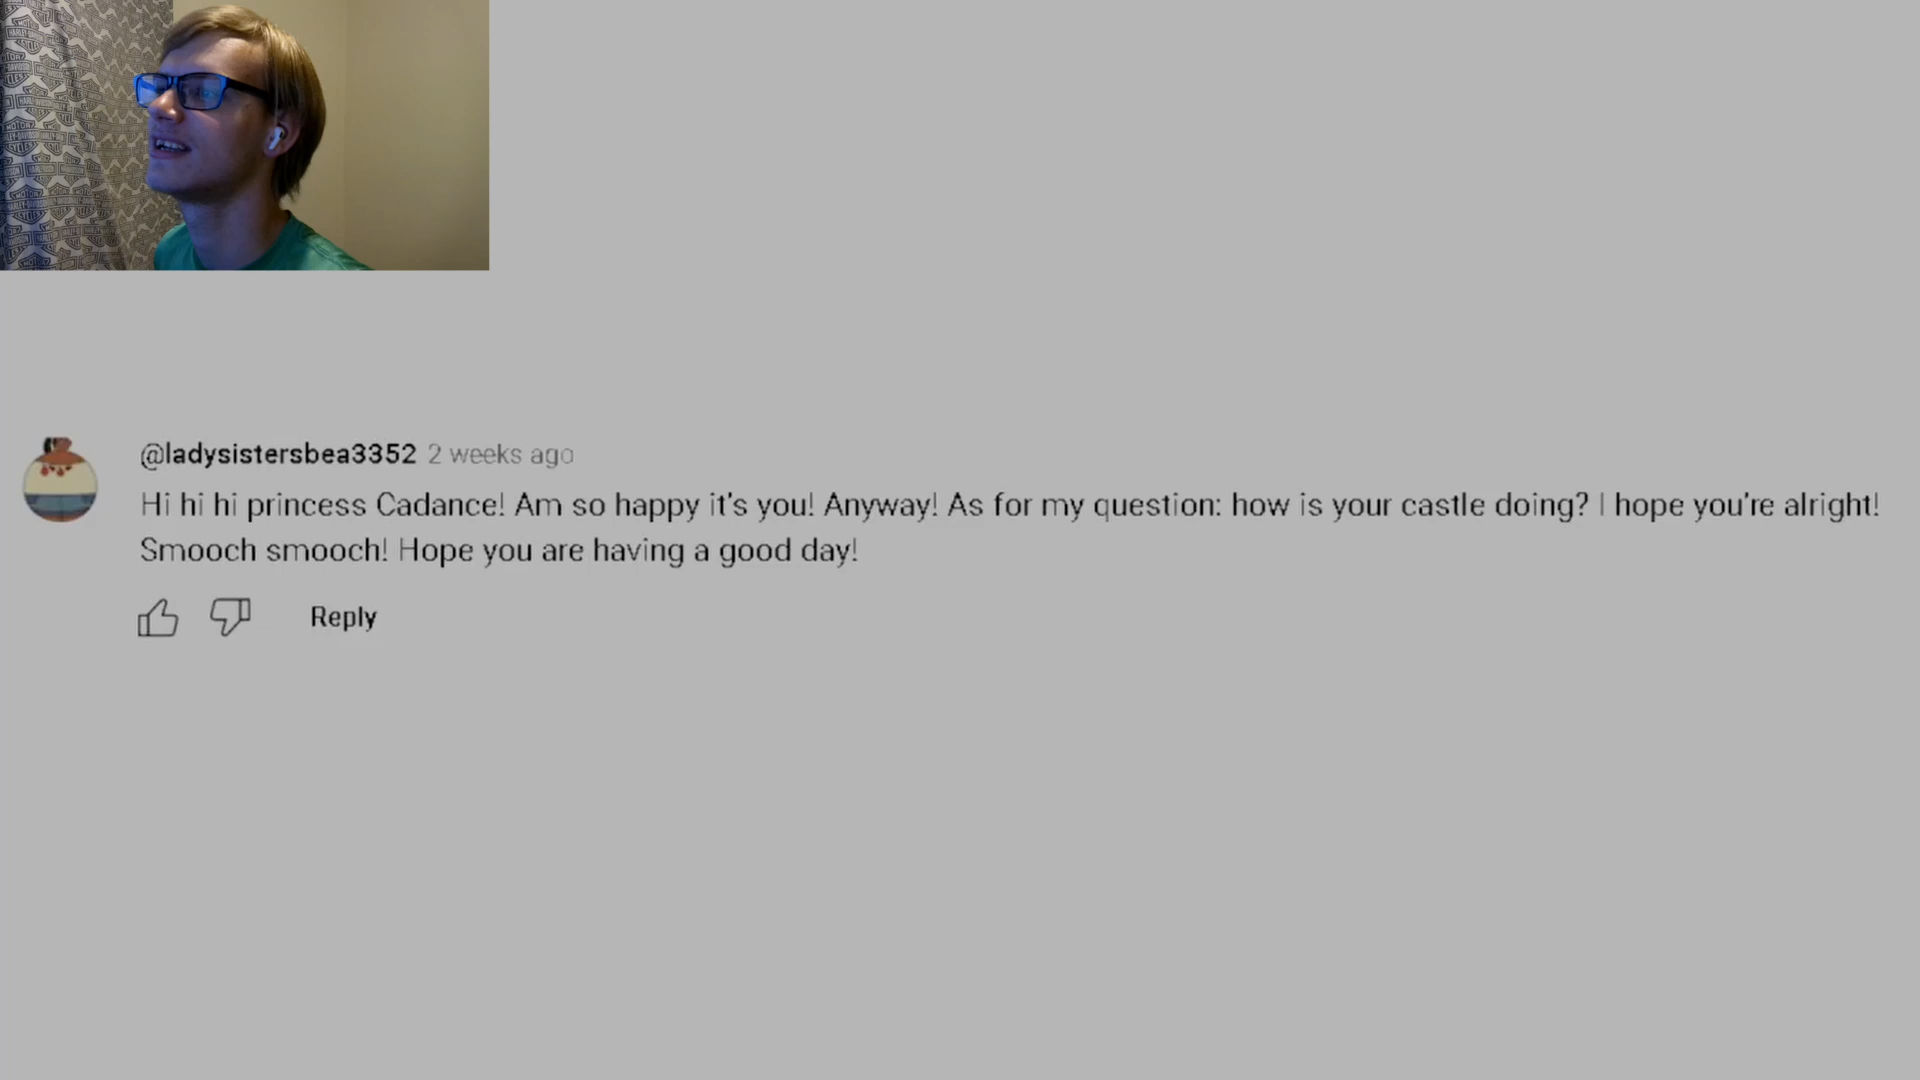 @ladysistersbea3352 2 weeks ago
Hi hi hi princess Cadance! Am so happy it's you! Anyway! As for my question: how is your castle doing? I hope you're alright!
Smooch smooch! Hope you are having a good day!
Reply